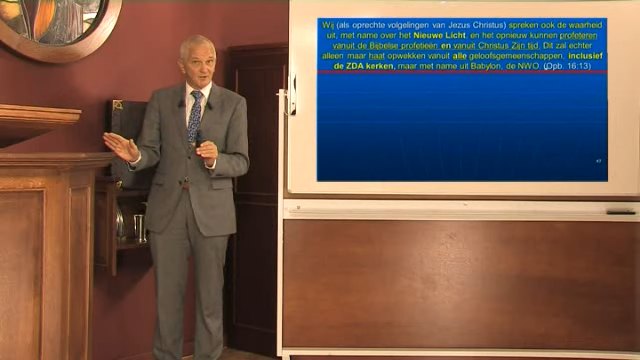 Wij (als oprechte volgelingen van Jezus Christus) spreken ook de waarheid
uit, met name over het Nieuwe Licht, en het opnieuw kunnen profeteren
vanuit de Bijbelse profetieën en vanuit Christus Zijn tijd. Dit zal echter
alleen maar haat opwekken vanuit alle geloofsgemeenschappen, inclusief
de ZDA kerken, maar met name uit Babylon, de NWO. (Opb. 16:13)